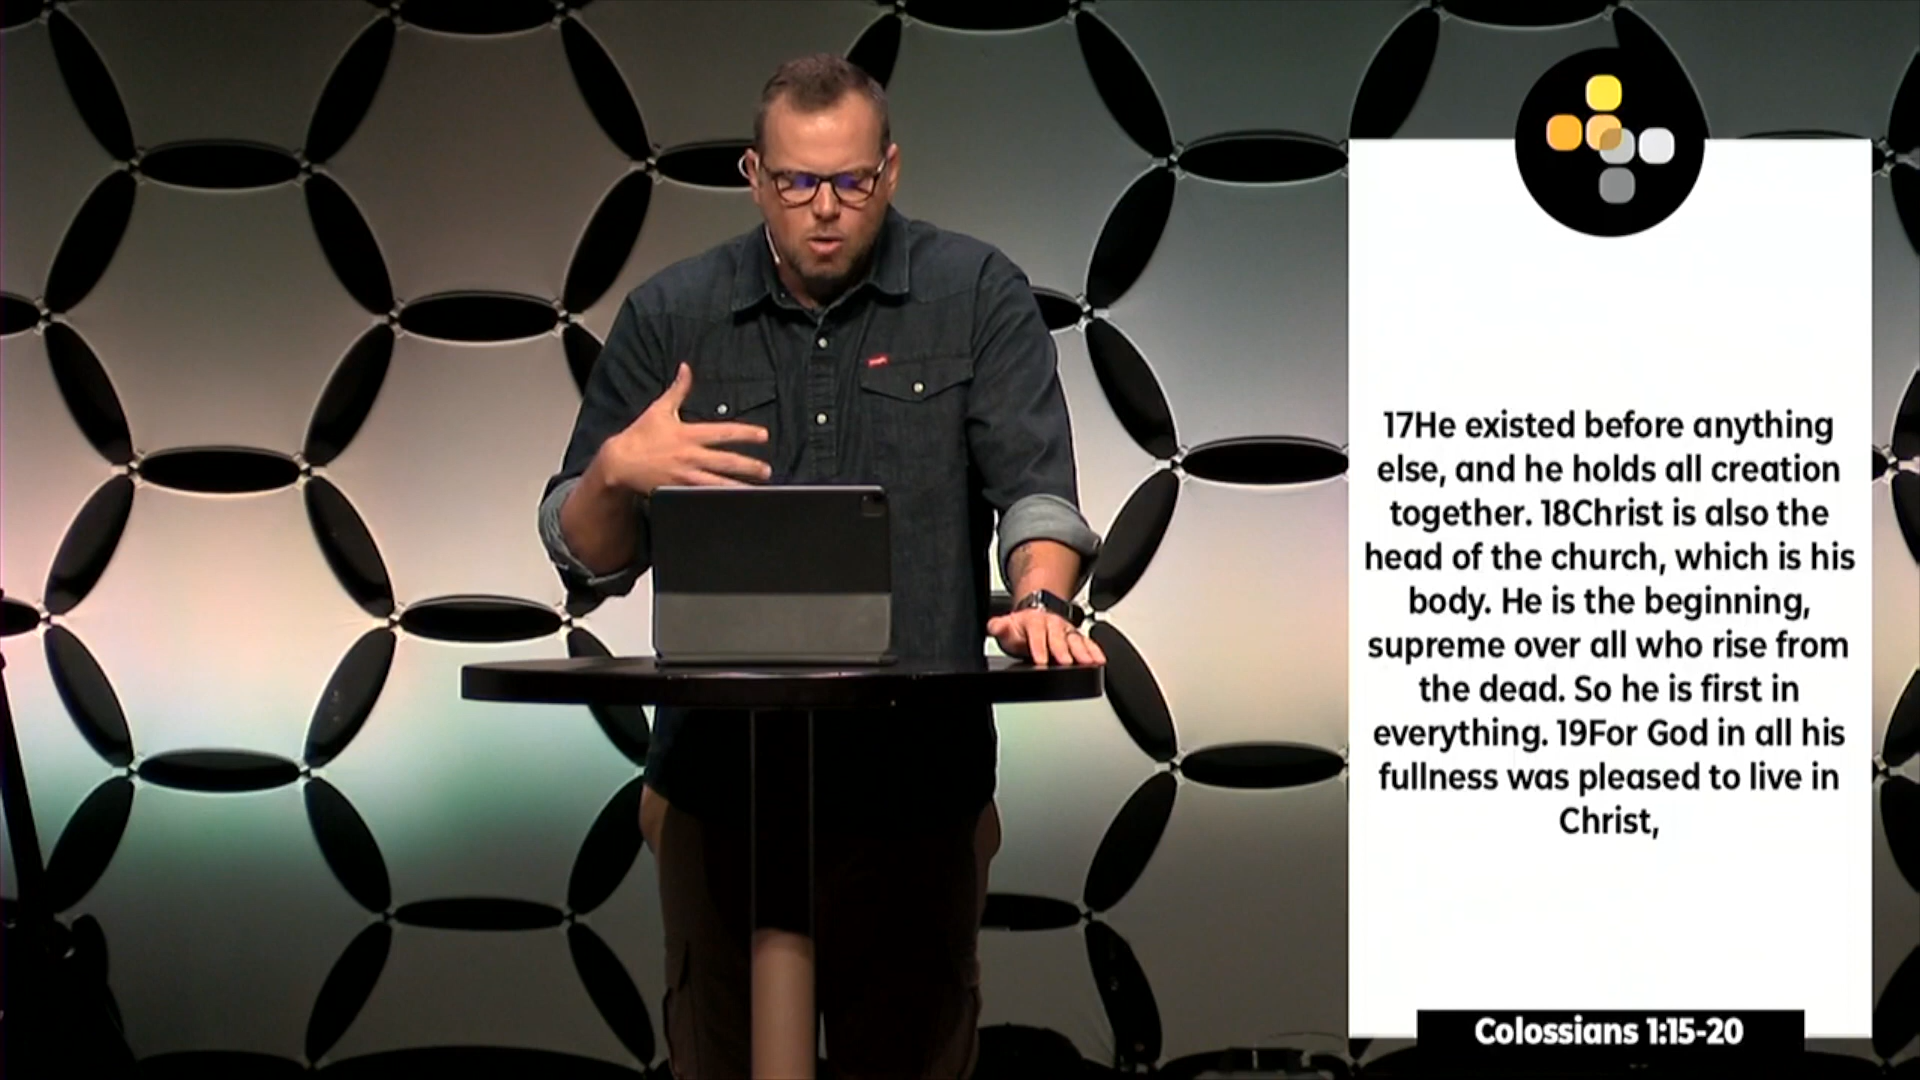 17He existed before anything
else, and he holds all creation
together. 18Christ is also the
head of the church, which is his
body. He is the beginning,
supreme over all who rise from
the dead. So he is first in
everything. 19For God in all his
fullness was pleased to live in
Christ,
Colossians 1:15-20